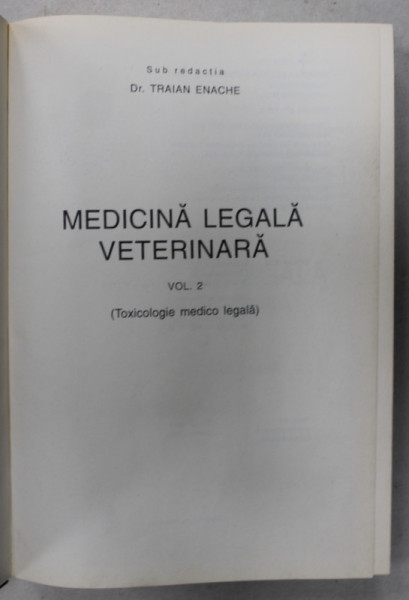 Sub redactia
Dr. TRAIAN ENACHE
MEDICINĂ LEGALĂ
VETERINARĂ
VOL. 2
(Toxicologie medico legală)